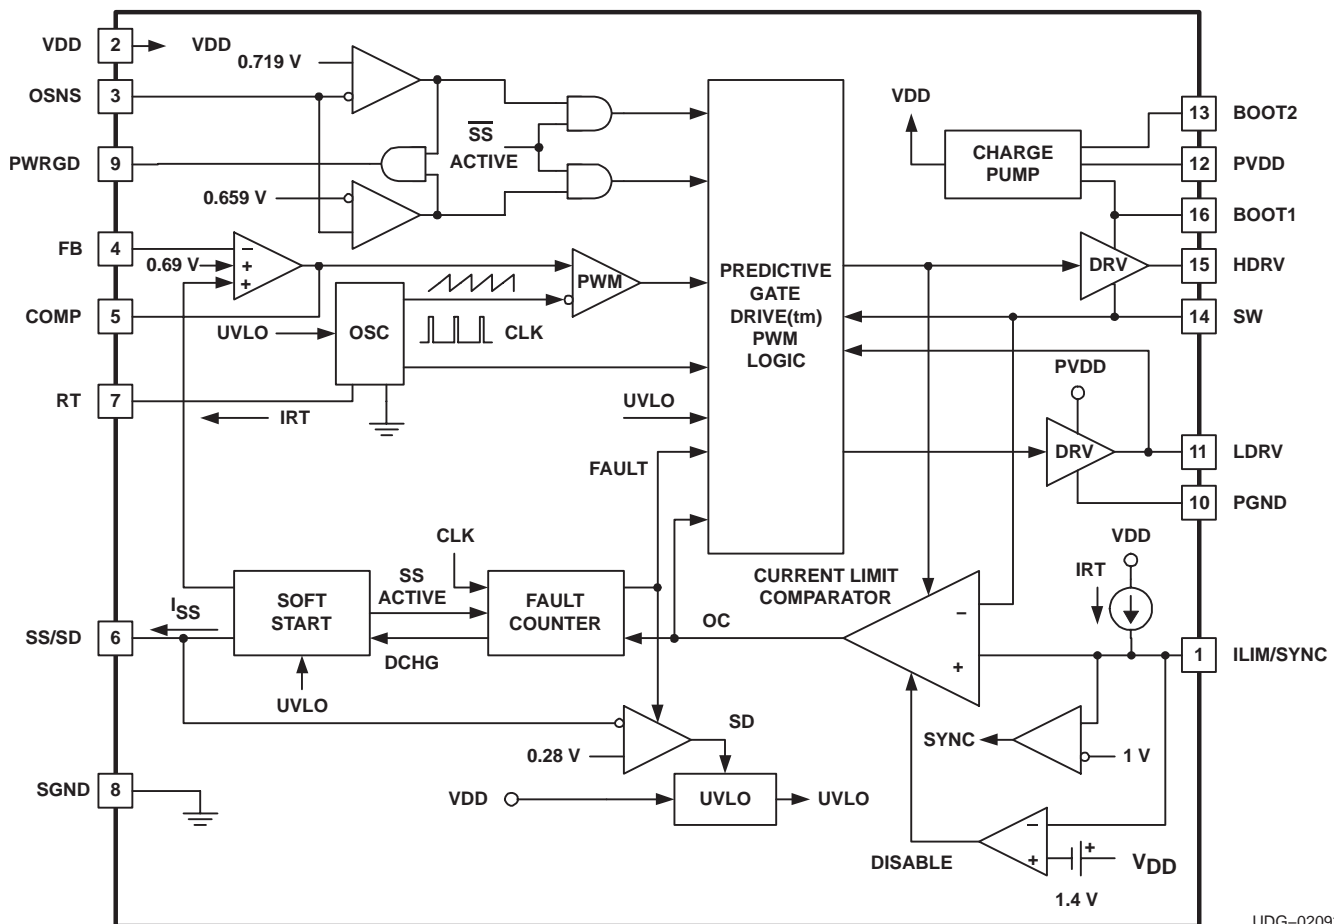 VDD 2 VDD
0.719 V
OSNS 3
PWRGD 9
SS
ACTIVE
0.659 V
FB 4
−
0.69 V +
+
COMP 5
UVLO
OSC
PWM
CLK
RT 7
IRT
PREDICTIVE
GATE
DRIVE(tm)
PWM
LOGIC
UVLO
FAULT
VDD
CHARGE
PUMP
13 BOOT2
12 PVDD
16 BOOT1
DRV
15 HDRV
14 SW
PVDD
DRV
11 LDRV
10 PGND
CLK
SOFT
START
SS
ACTIVE
FAULT
COUNTER
DCHG
ISS
SS/SD 6
UVLO
OC
CURRENT LIMIT
COMPARATOR
−
+
VDD
IRT
1 ILIM/SYNC
SYNC
1 V
SD
0.28 V
SGND 8
VDD
UVLO
UVLO
DISABLE
−
+
+
VDD
1.4 V
UDG–0209